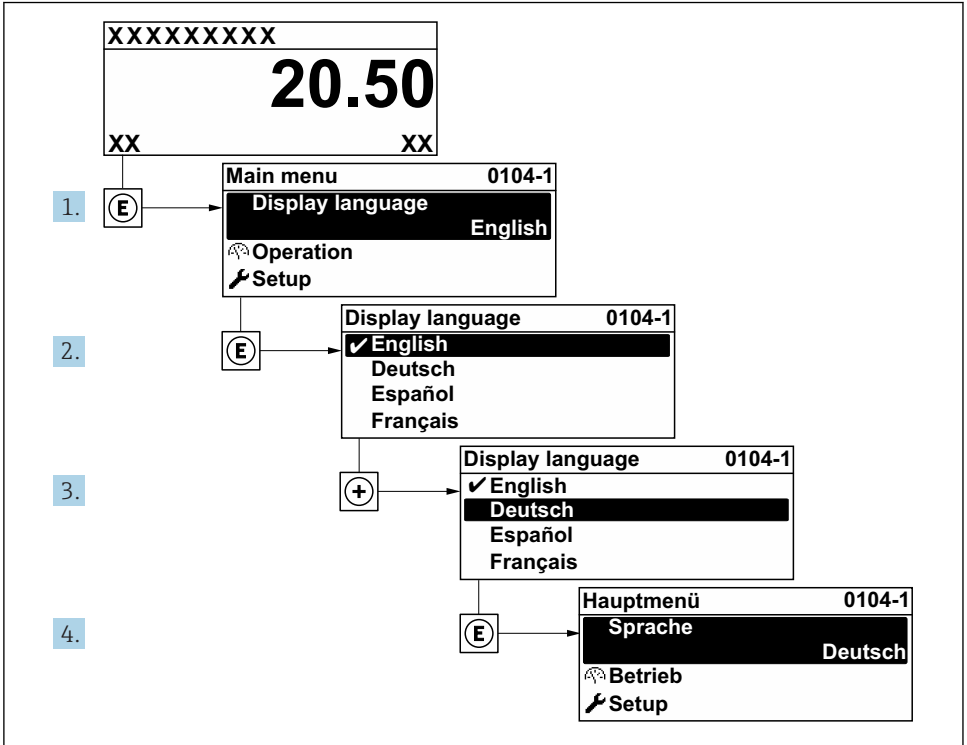 XXXXXXXXX
20.50
XX XX
1. E
Main menu 0104-1
Display language
English
Operation
Setup
2. E
Display language 0104-1
✔English
Deutsch
Español
Français
3. +
Display language 0104-1
✔English
Deutsch
Español
Français
4. E
Hauptmenü 0104-1
Sprache
Deutsch
Betrieb
Setup